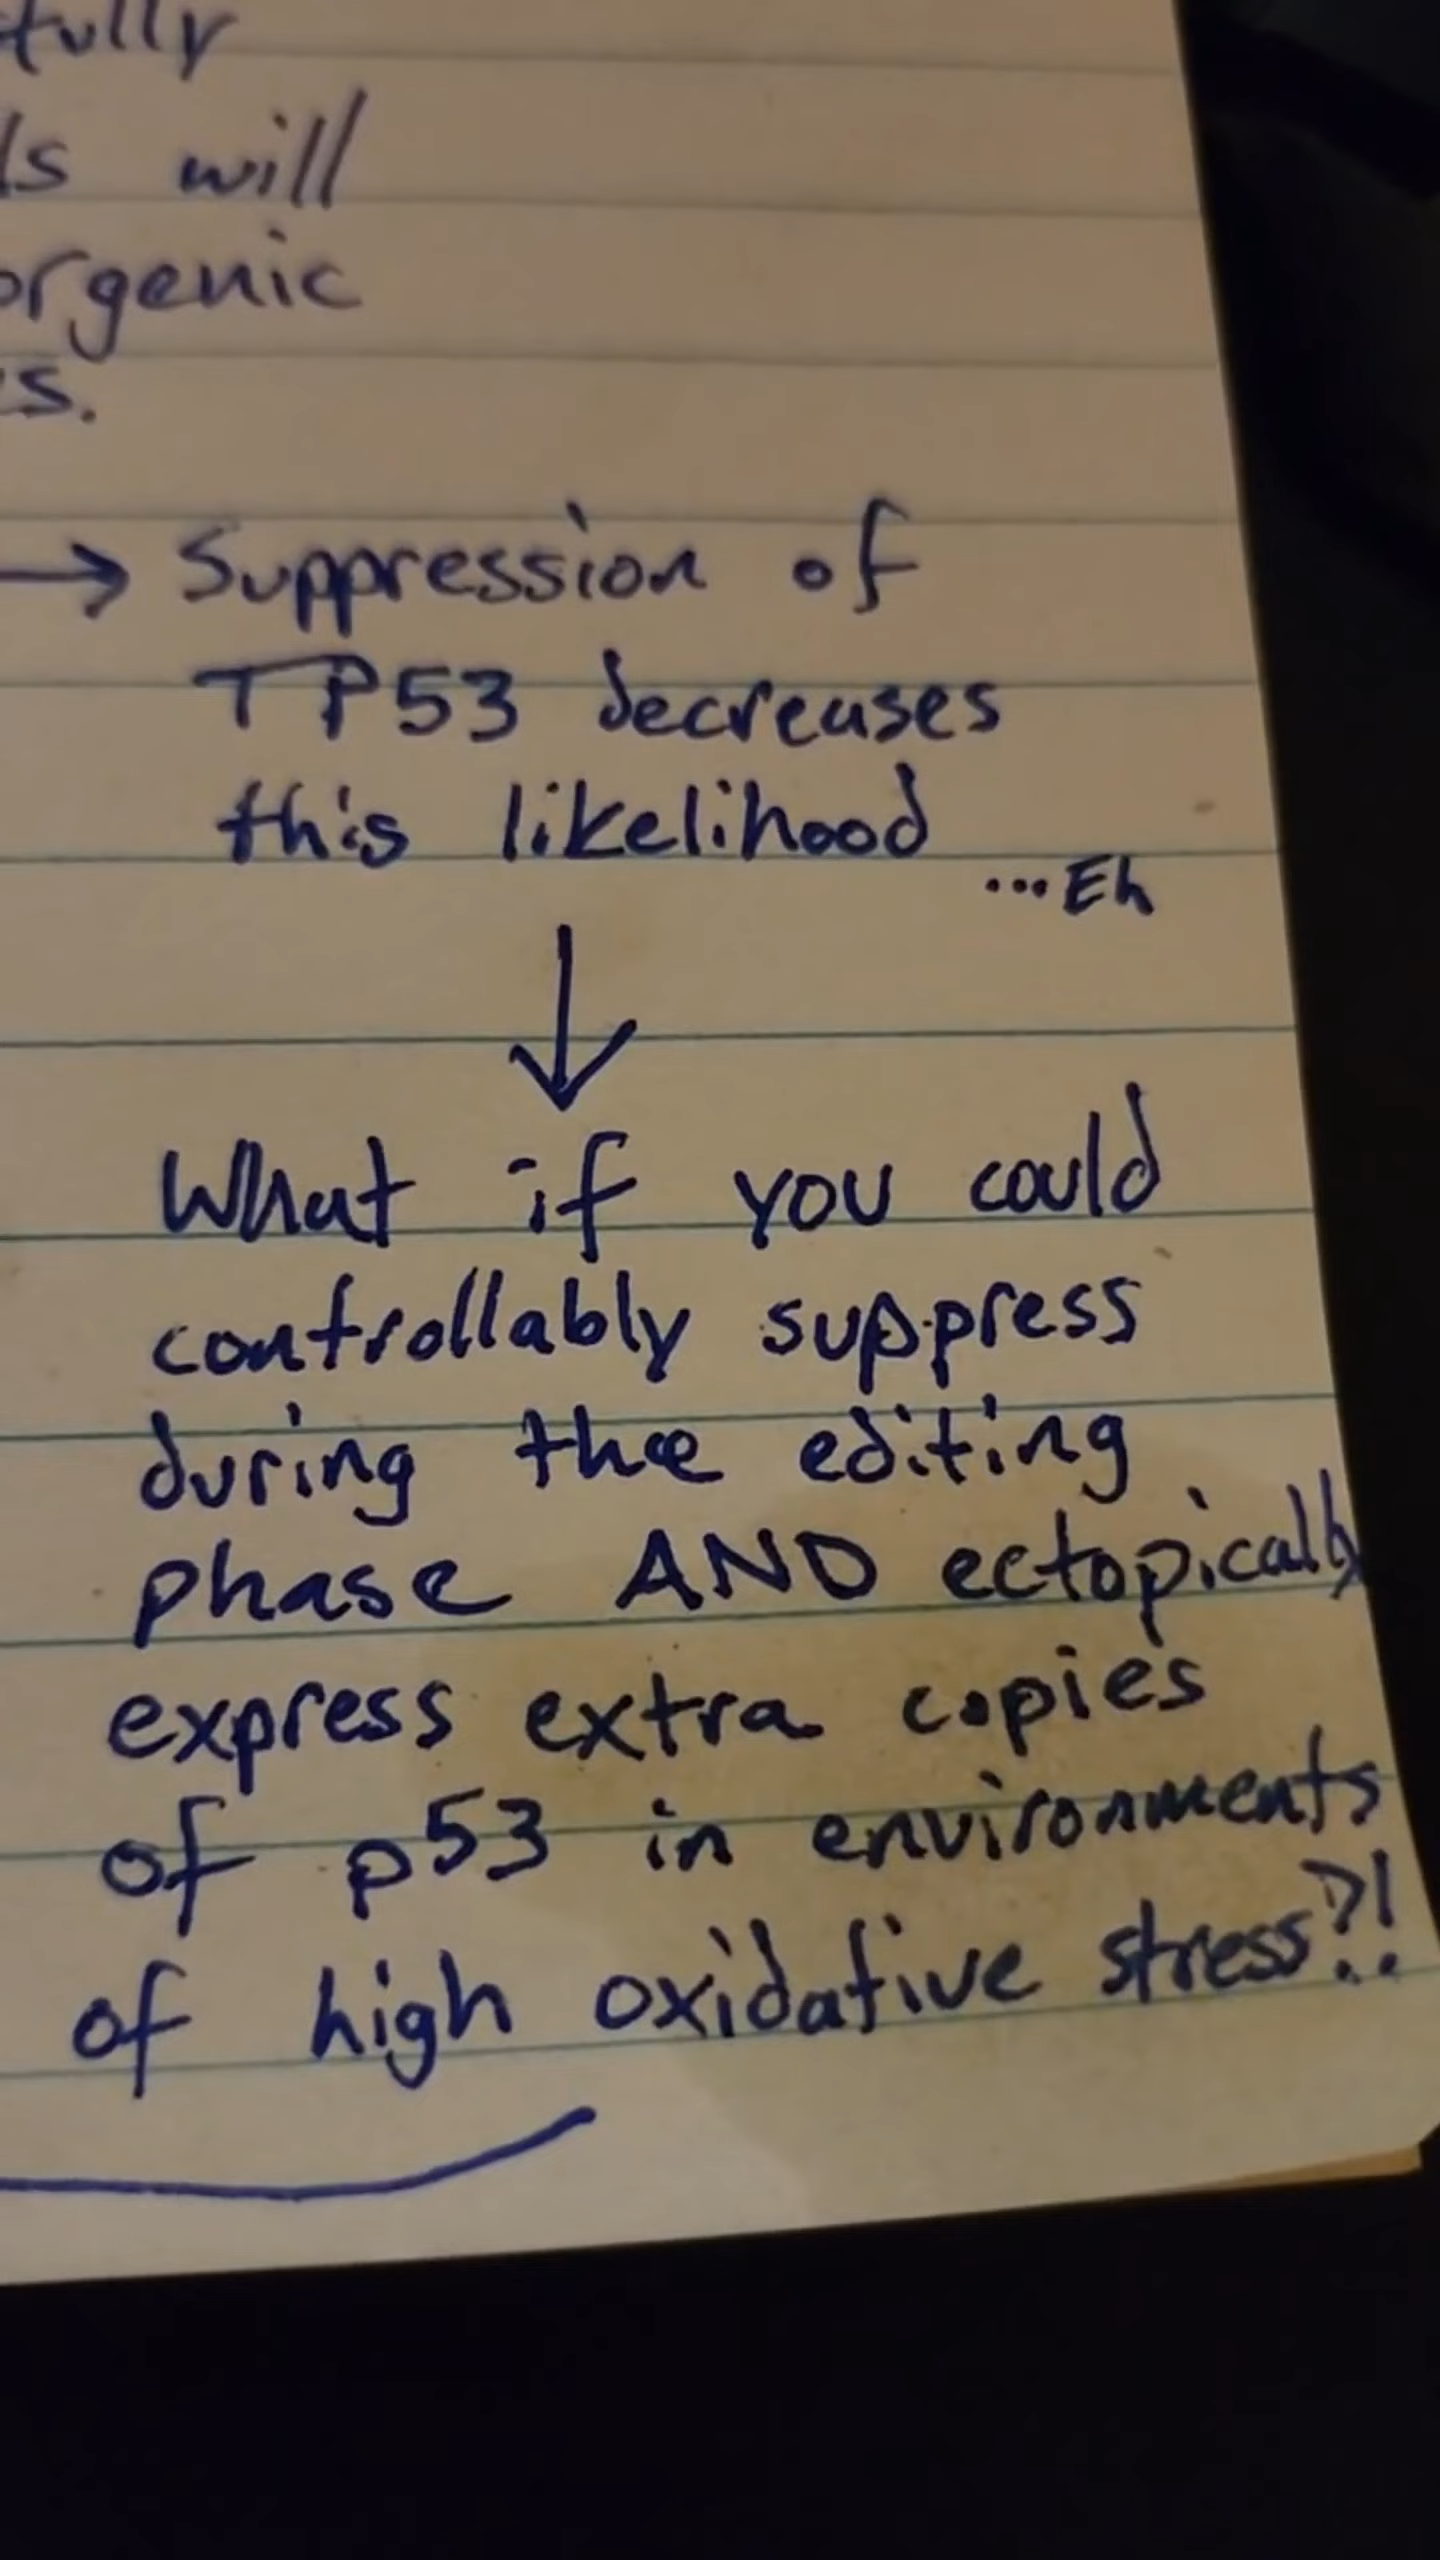 will
Suppression of
TP53 decreases
this likelihood
...Eh
What if you could
controllably suppress
during the editing
phase AND ectopically
express extra copies
of p53 in environments
of high oxidative stress?!